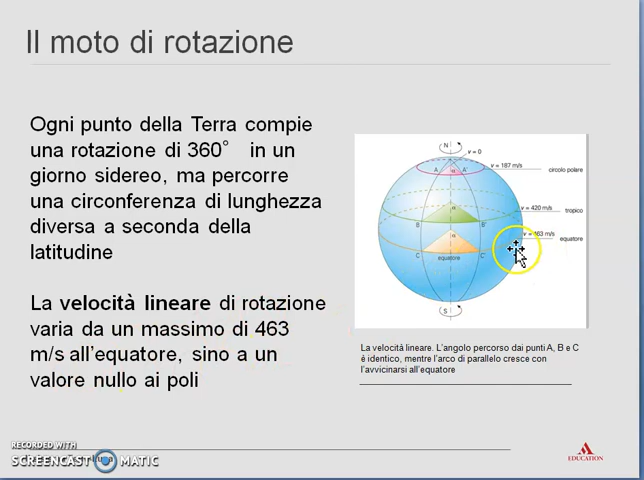 Il moto di rotazione
Ogni punto della Terra compie
una rotazione di 360° in un
giorno sidereo, ma percorre
una circonferenza di lunghezza
diversa a seconda della
latitudine
La velocità lineare di rotazione
varia da un massimo di 463
m/s all'equatore, sino a un
valore nullo ai poli
N
v = 0
v = 187 m/s
circolo polare
A α A'
v = 420 m/s
tropico
α
B B'
v = 463 m/s
equatore
α
C C'
equatore
S
La velocità lineare. L'angolo percorso dai punti A, B e C
è identico, mentre l'arco di parallelo cresce con
l'avvicinarsi all'equatore
RECORDED WITH
SCREENCAST MATIC
EDUCATION